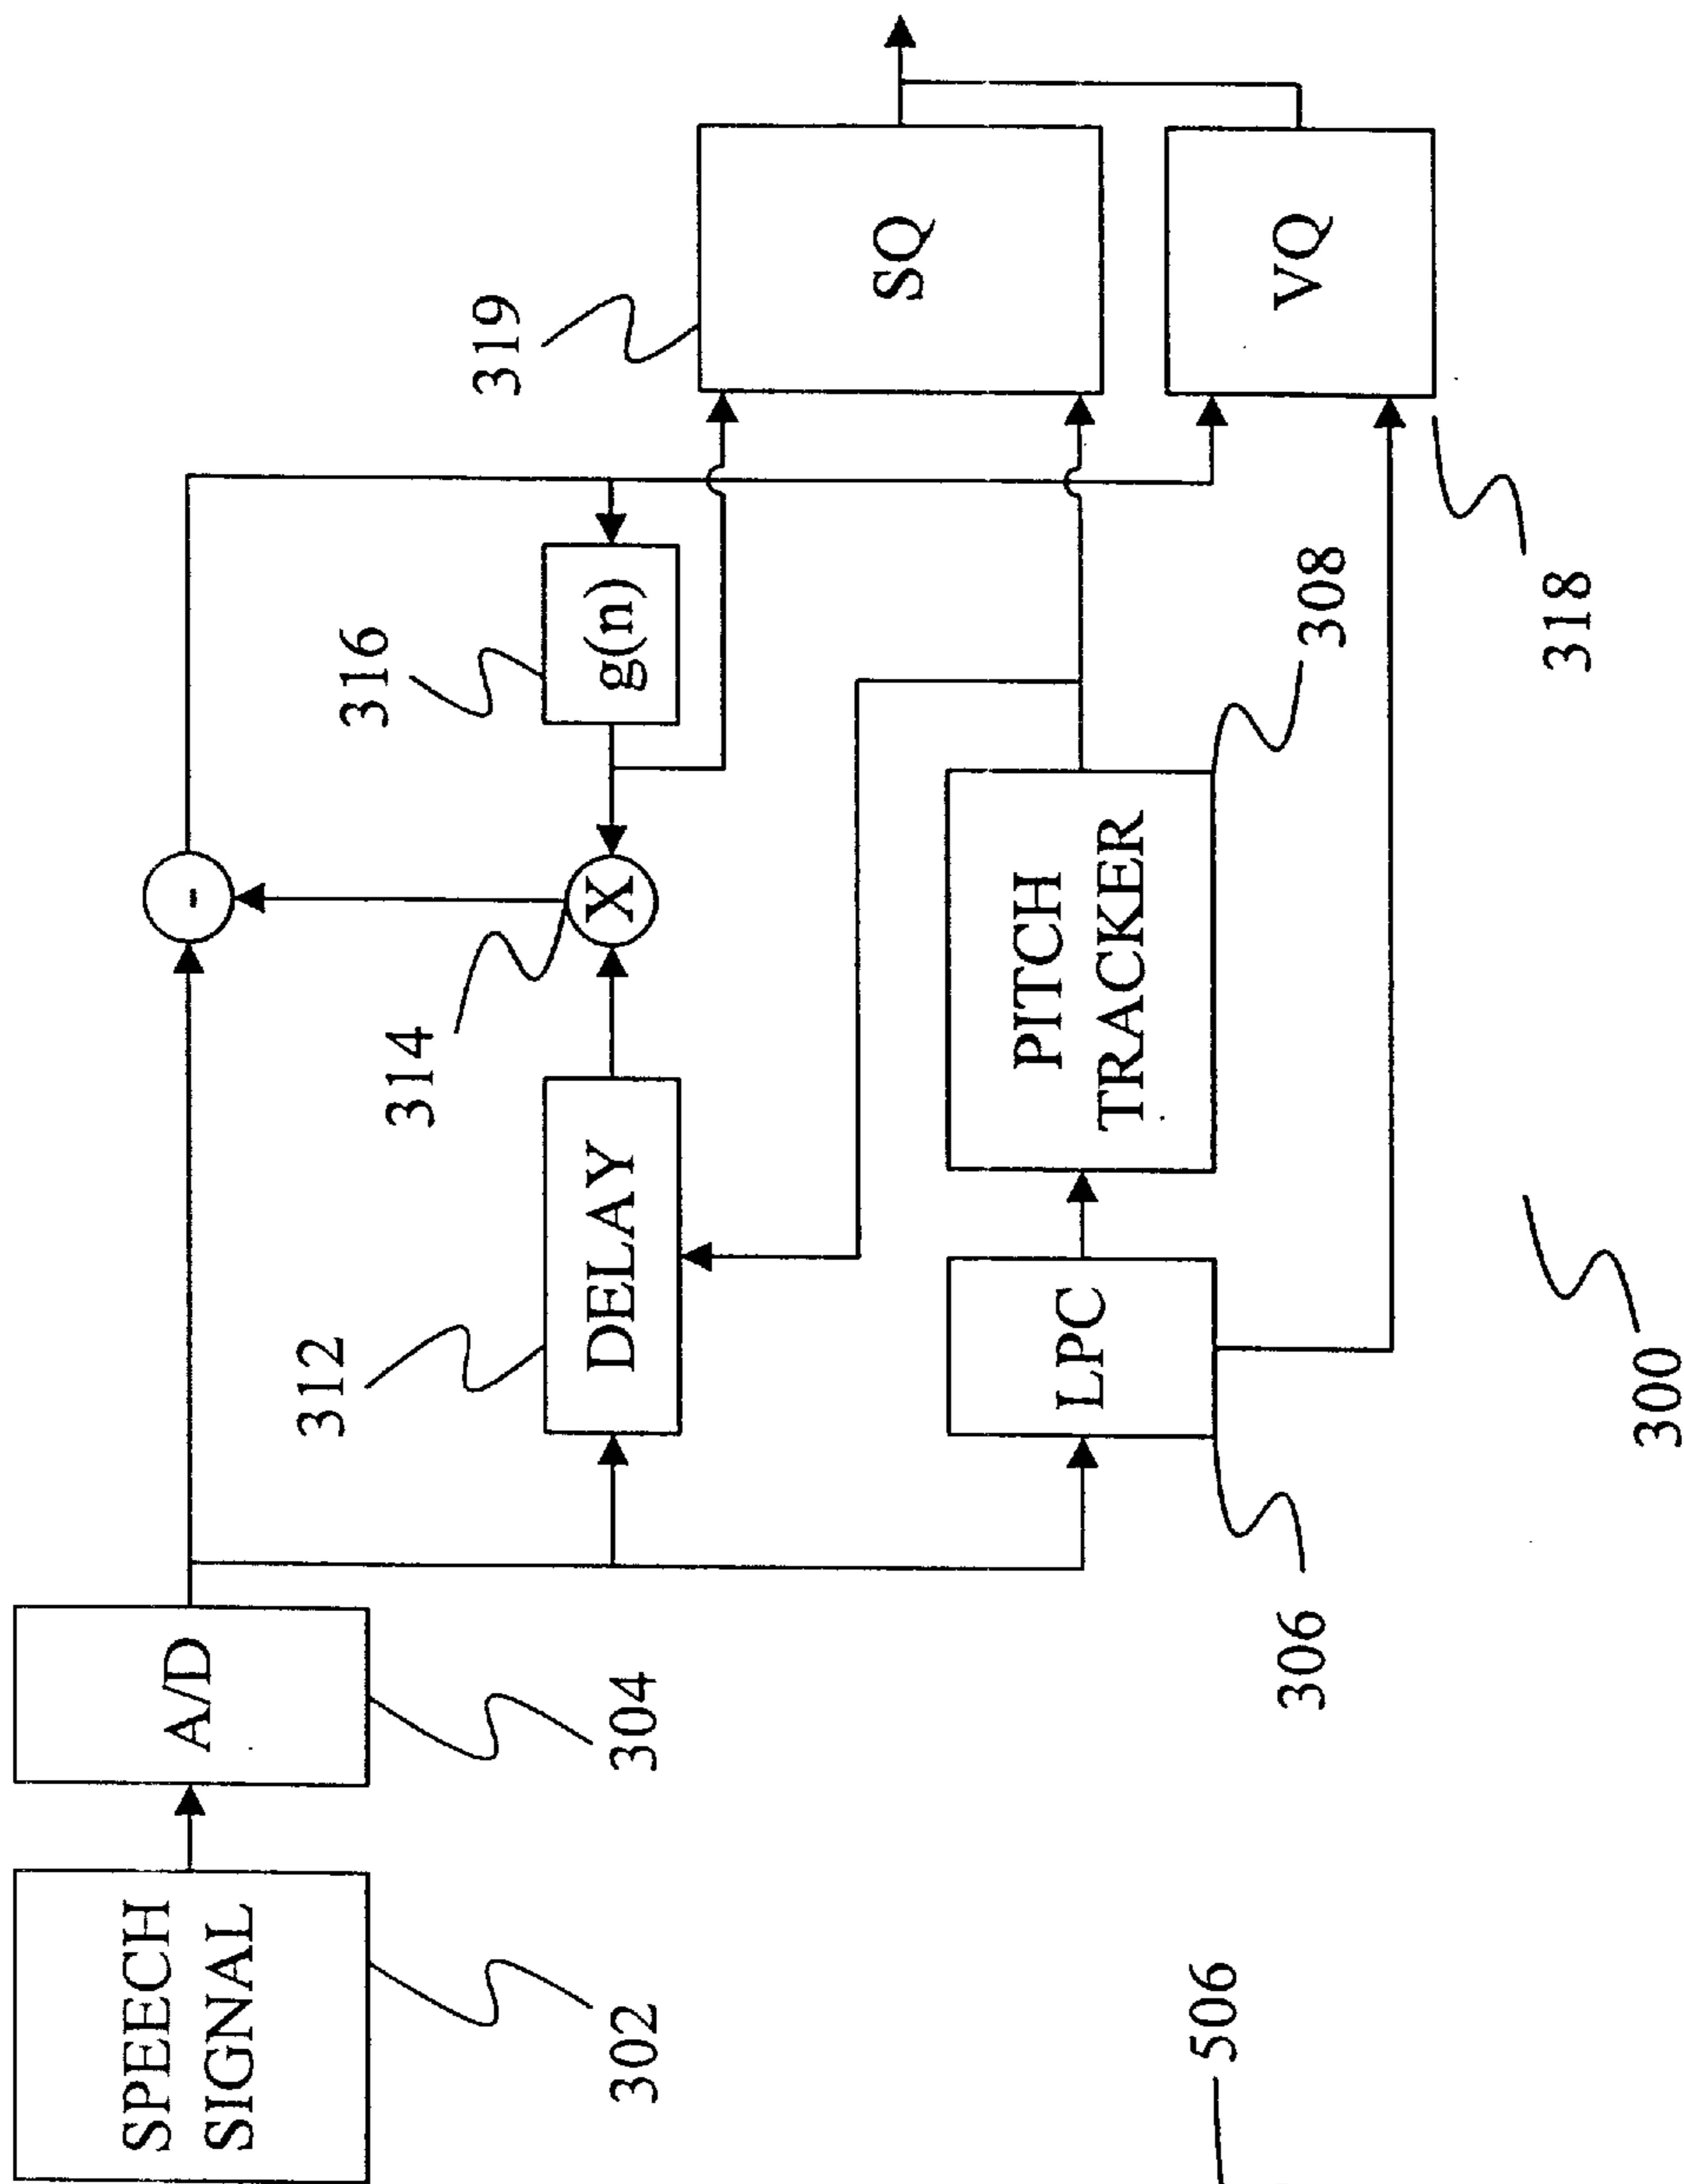 SPEECH
SIGNAL
302
A/D
304
312
DELAY
314
X
-
316
g(n)
319
SQ
VQ
318
LPC
306
PITCH
TRACKER
308
300
506